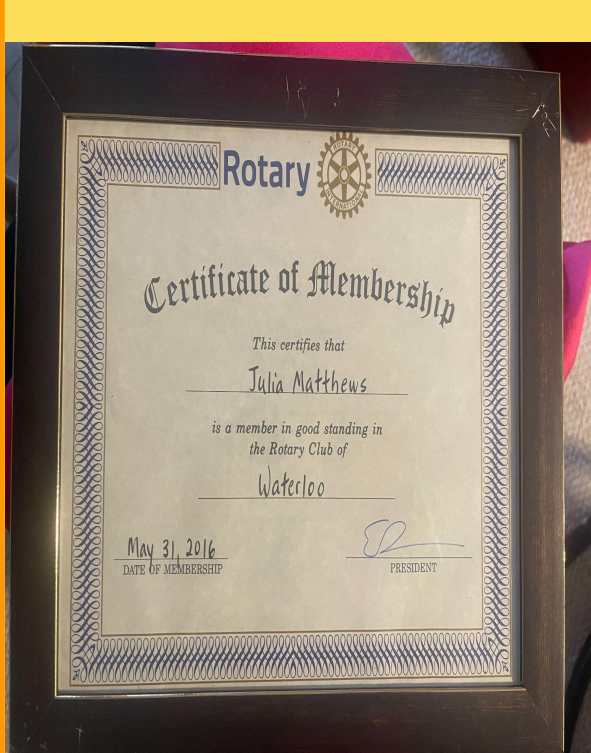 Rotary
ROTARY
INTERNATIONAL
Certificate of Membership
This certifies that
Julia Matthews
is a member in good standing in
the Rotary Club of
Waterloo
May 31, 2016
DATE OF MEMBERSHIP
PRESIDENT